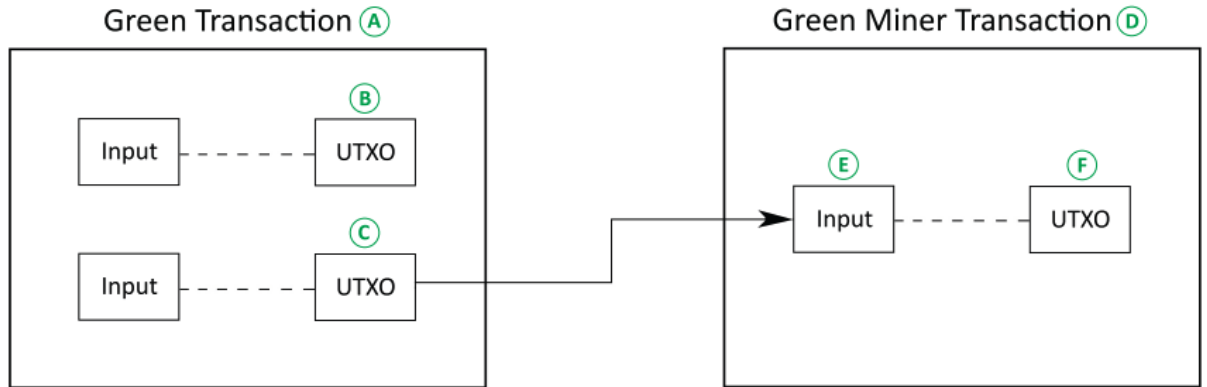 Green Transaction A
Green Miner Transaction D
B
Input
UTXO
C
Input
UTXO
E
F
Input
UTXO